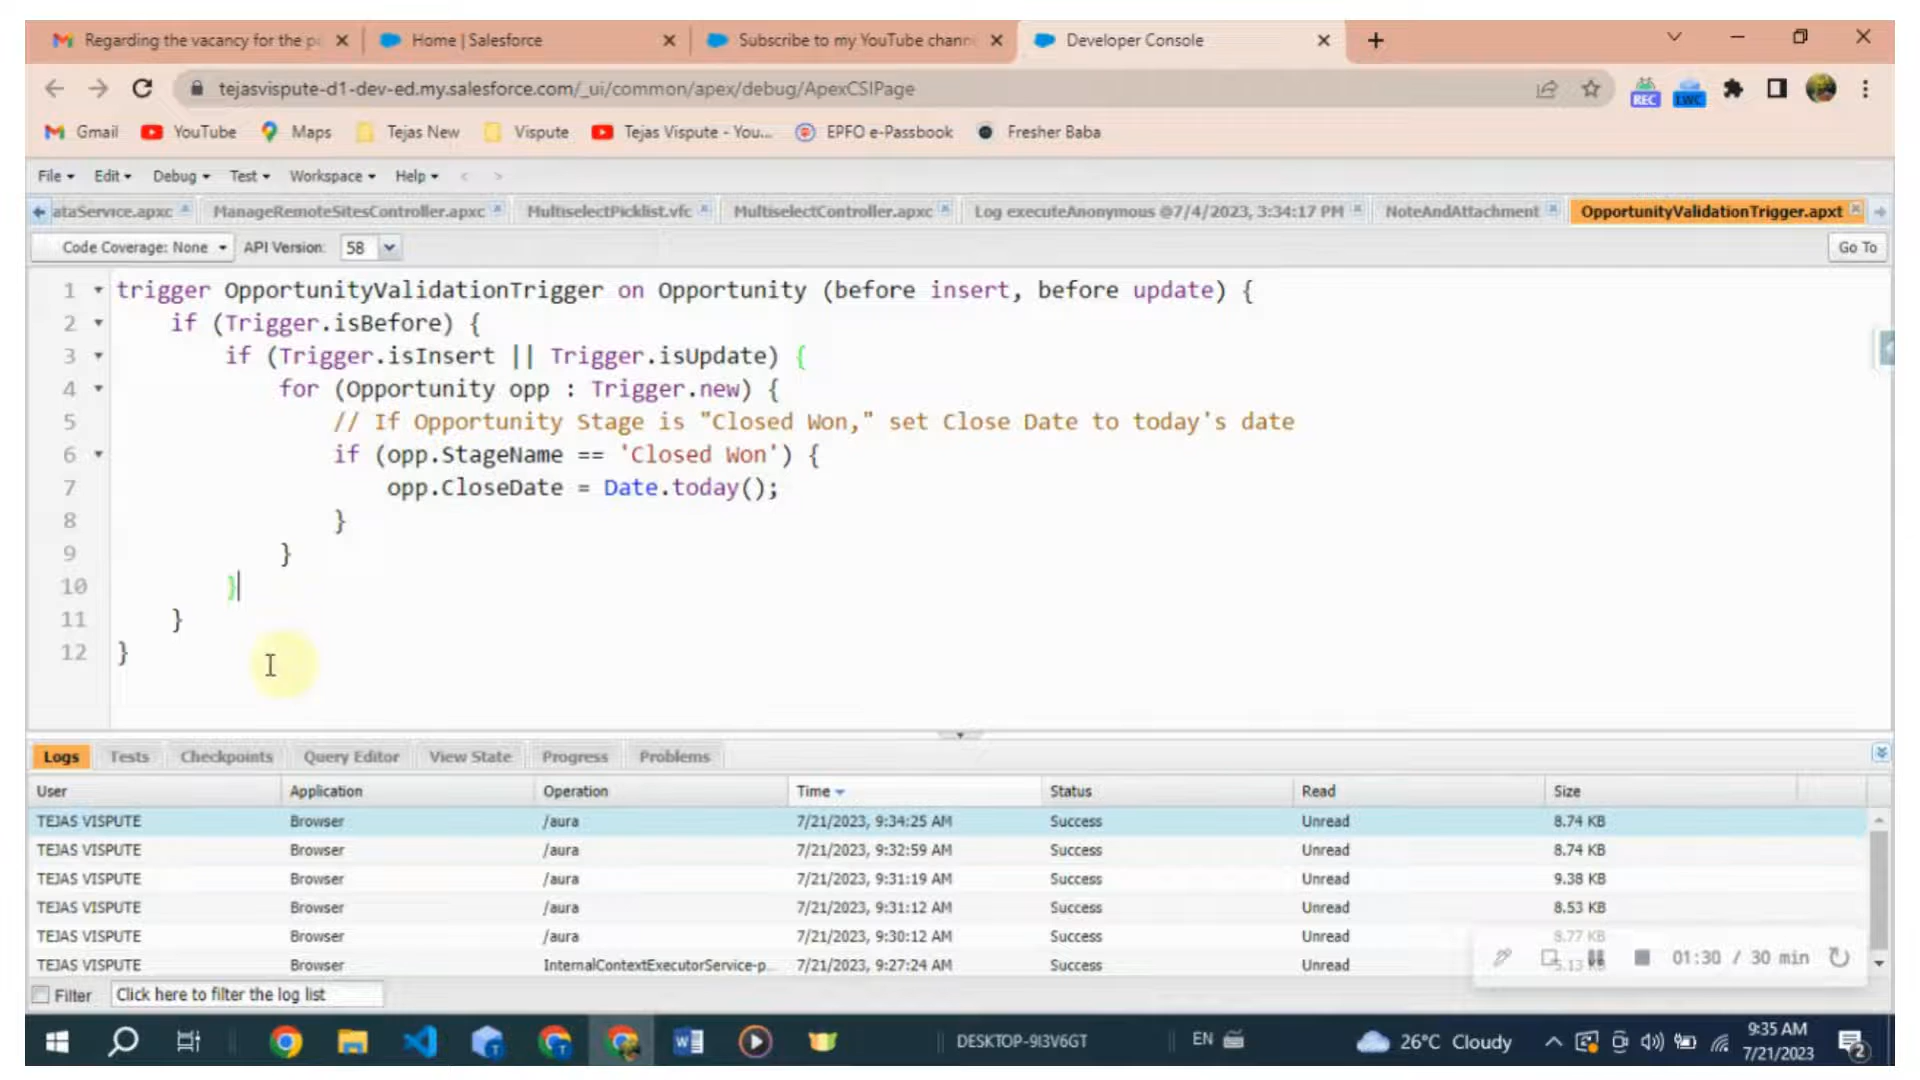 Regarding the vacancy for the p
Home | Salesforce
Subscribe to my YouTube chann
Developer Console
tejasvispute-d1-dev-ed.my.salesforce.com/_ui/common/apex/debug/ApexCSIPage
REC
LWC
Gmail
YouTube
Maps
Tejas New
Vispute
Tejas Vispute - You...
EPFO e-Passbook
Fresher Baba
File
Edit
Debug
Test
Workspace
Help
< >
ataService.apxc
ManageRemoteSitesController.apxc
MultiselectPicklist.vfc
MultiselectController.apxc
Log executeAnonymous @7/4/2023, 3:34:17 PM
NoteAndAttachment
OpportunityValidationTrigger.apxt
Code Coverage: None
API Version:
58
Go To
1 trigger OpportunityValidationTrigger on Opportunity (before insert, before update) {
2 if (Trigger.isBefore) {
3 if (Trigger.isInsert || Trigger.isUpdate) {
4 for (Opportunity opp : Trigger.new) {
5 // If Opportunity Stage is "Closed Won," set Close Date to today's date
6 if (opp.StageName == 'Closed Won') {
7 opp.CloseDate = Date.today();
8 }
9 }
10 }
11 }
12 }
Logs
Tests
Checkpoints
Query Editor
View State
Progress
Problems
User Application Operation Time Status Read Size
TEJAS VISPUTE Browser /aura 7/21/2023, 9:34:25 AM Success Unread 8.74 KB
TEJAS VISPUTE Browser /aura 7/21/2023, 9:32:59 AM Success Unread 8.74 KB
TEJAS VISPUTE Browser /aura 7/21/2023, 9:31:19 AM Success Unread 9.38 KB
TEJAS VISPUTE Browser /aura 7/21/2023, 9:31:12 AM Success Unread 8.53 KB
TEJAS VISPUTE Browser /aura 7/21/2023, 9:30:12 AM Success Unread 8.77 KB
TEJAS VISPUTE Browser InternalContextExecutorService-p... 7/21/2023, 9:27:24 AM Success Unread 5.13 KB
01:30 / 30 min
Filter
Click here to filter the log list
DESKTOP-9I3V6GT
EN
26°C Cloudy
9:35 AM
7/21/2023
2